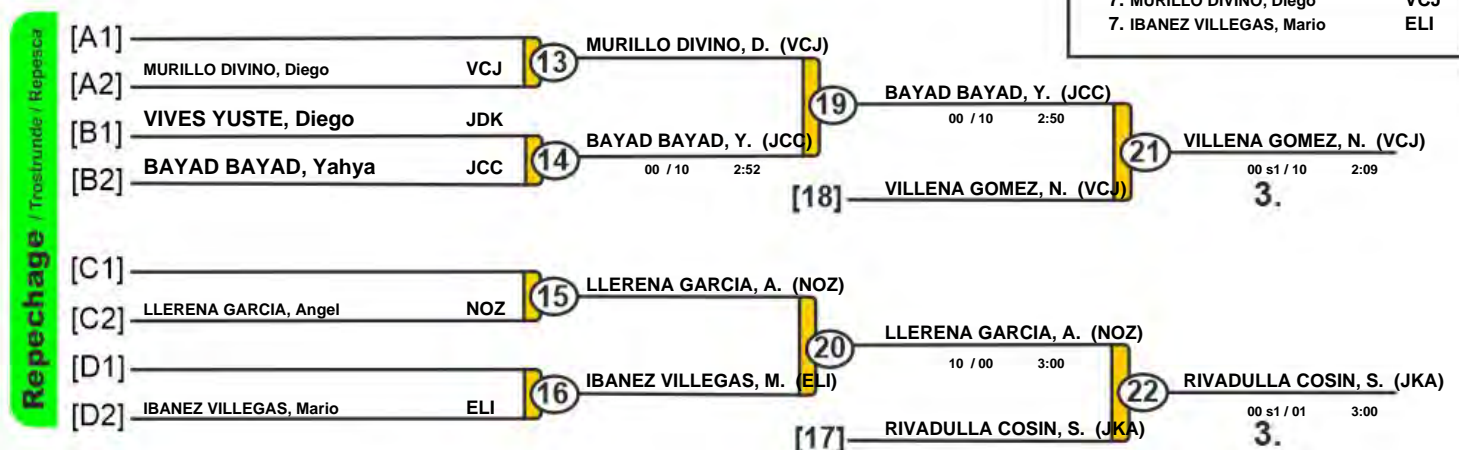 7. MURILLO DIVINO, Diego VCJ
7. IBANEZ VILLEGAS, Mario ELI
Repechage / Trostrunde / Repesca
[A1]
MURILLO DIVINO, D. (VCJ)
13
MURILLO DIVINO, Diego VCJ
[A2]
BAYAD BAYAD, Y. (JCC)
19
00 / 10 2:50
VIVES YUSTE, Diego JDK
[B1]
BAYAD BAYAD, Y. (JCC)
14
00 / 10 2:52
BAYAD BAYAD, Yahya JCC
[B2]
VILLENA GOMEZ, N. (VCJ)
21
00 s1 / 10 2:09
3.
[18] VILLENA GOMEZ, N. (VCJ)
[C1]
LLERENA GARCIA, A. (NOZ)
15
LLERENA GARCIA, Angel NOZ
[C2]
LLERENA GARCIA, A. (NOZ)
20
10 / 00 3:00
[D1]
IBANEZ VILLEGAS, M. (ELI)
16
IBANEZ VILLEGAS, Mario ELI
[D2]
RIVADULLA COSIN, S. (JKA)
22
00 s1 / 01 3:00
3.
[17] RIVADULLA COSIN, S. (JKA)